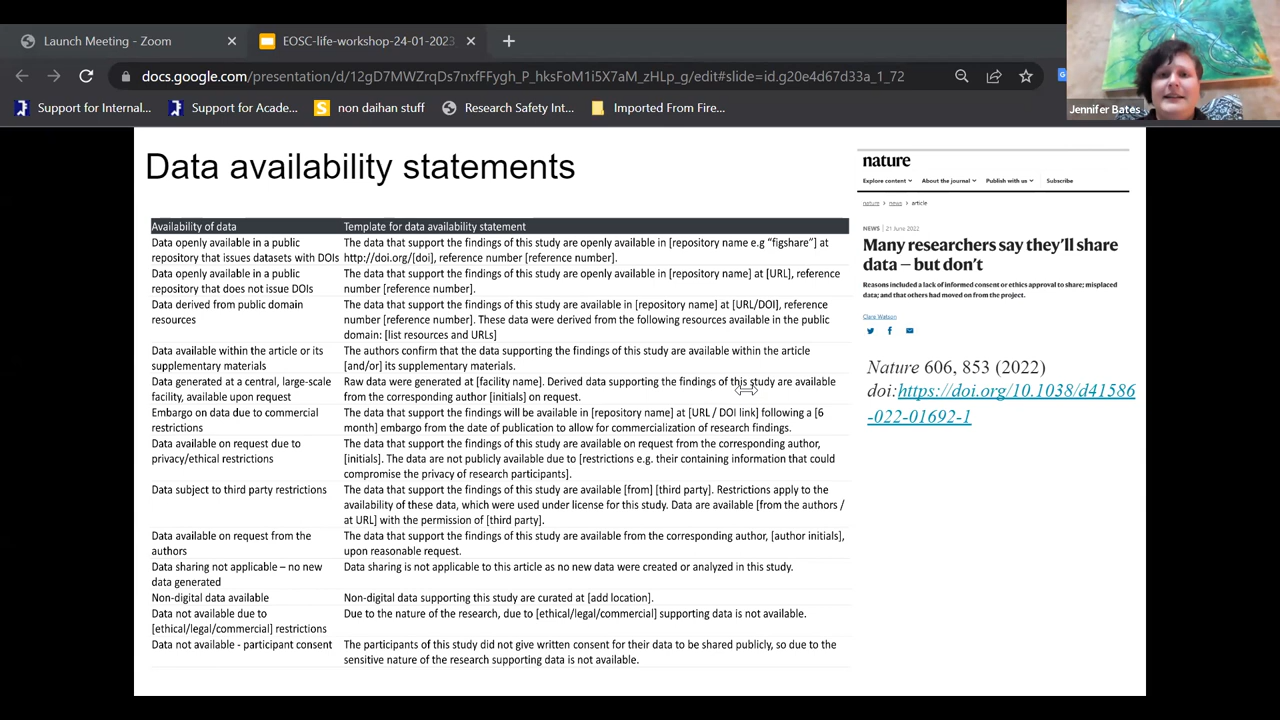 Launch Meeting - Zoom
EOSC-life-workshop-24-01-2023
docs.google.com/presentation/d/12gD7MWZrqDs7nxfFFygh_P_hksFoM1i5X7aM_zHLp_g/edit#slide=id.g20e4d67d33a_1_72
Support for Internal...
Support for Acade...
non daihan stuff
Research Safety Int...
Imported From Fire...
Jennifer Bates
Data availability statements
Availability of data
Template for data availability statement
Data openly available in a public
repository that issues datasets with DOIs
The data that support the findings of this study are openly available in [repository name e.g “figshare”] at
http://doi.org/[doi], reference number [reference number].
Data openly available in a public
repository that does not issue DOIs
The data that support the findings of this study are openly available in [repository name] at [URL], reference
number [reference number].
Data derived from public domain
resources
The data that support the findings of this study are available in [repository name] at [URL/DOI], reference
number [reference number]. These data were derived from the following resources available in the public
domain: [list resources and URLs]
Data available within the article or its
supplementary materials
The authors confirm that the data supporting the findings of this study are available within the article
[and/or] its supplementary materials.
Data generated at a central, large-scale
facility, available upon request
Raw data were generated at [facility name]. Derived data supporting the findings of this study are available
from the corresponding author [initials] on request.
Embargo on data due to commercial
restrictions
The data that support the findings will be available in [repository name] at [URL / DOI link] following a [6
month] embargo from the date of publication to allow for commercialization of research findings.
Data available on request due to
privacy/ethical restrictions
The data that support the findings of this study are available on request from the corresponding author,
[initials]. The data are not publicly available due to [restrictions e.g. their containing information that could
compromise the privacy of research participants].
Data subject to third party restrictions
The data that support the findings of this study are available [from] [third party]. Restrictions apply to the
availability of these data, which were used under license for this study. Data are available [from the authors /
at URL] with the permission of [third party].
Data available on request from the
authors
The data that support the findings of this study are available from the corresponding author, [author initials],
upon reasonable request.
Data sharing not applicable – no new
data generated
Data sharing is not applicable to this article as no new data were created or analyzed in this study.
Non-digital data available
Non-digital data supporting this study are curated at [add location].
Data not available due to
[ethical/legal/commercial] restrictions
Due to the nature of the research, due to [ethical/legal/commercial] supporting data is not available.
Data not available - participant consent
The participants of this study did not give written consent for their data to be shared publicly, so due to the
sensitive nature of the research supporting data is not available.
nature
Explore content
About the journal
Publish with us
Subscribe
nature > news > article
NEWS | 21 June 2022
Many researchers say they’ll share
data — but don’t
Reasons included a lack of informed consent or ethics approval to share; misplaced
data; and that others had moved on from the project.
Clara Watson
Nature 606, 853 (2022)
doi:https://doi.org/10.1038/d41586
-022-01692-1